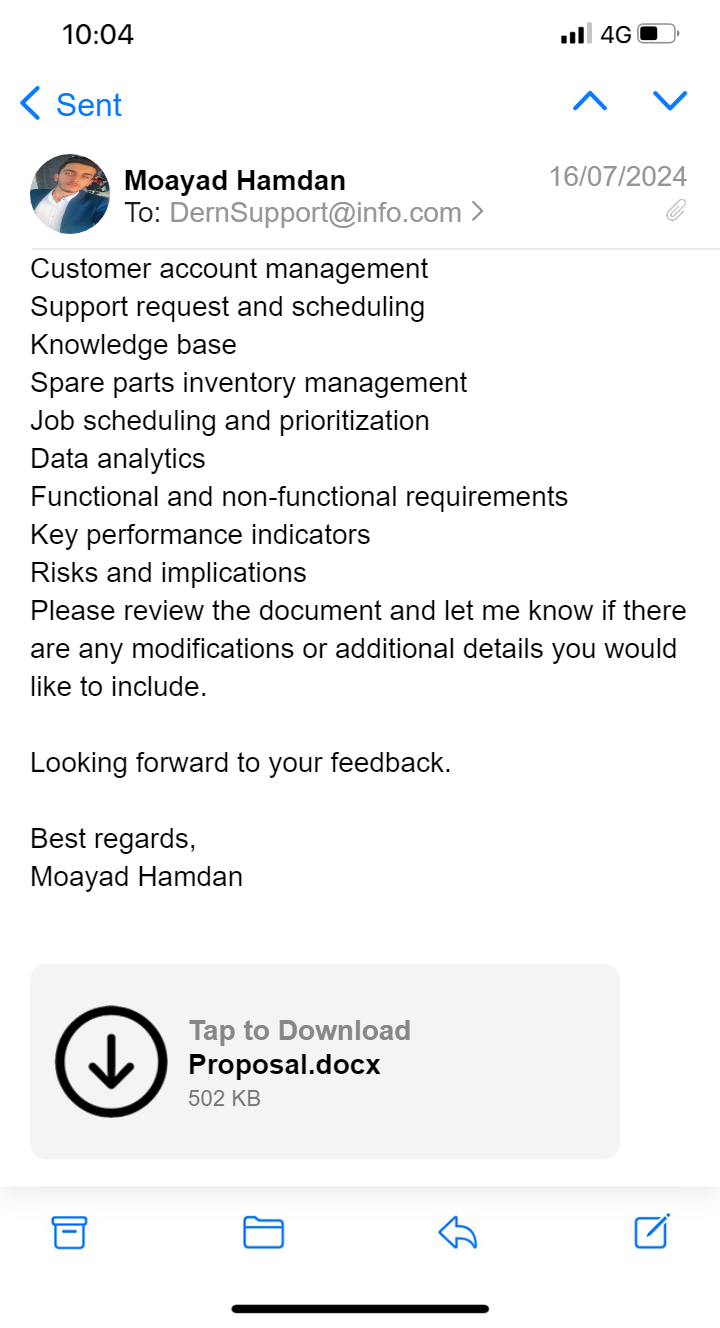 10:04
4G
Sent
Moayad Hamdan
16/07/2024
To: DernSupport@info.com
Customer account management
Support request and scheduling
Knowledge base
Spare parts inventory management
Job scheduling and prioritization
Data analytics
Functional and non-functional requirements
Key performance indicators
Risks and implications
Please review the document and let me know if there
are any modifications or additional details you would
like to include.
Looking forward to your feedback.
Best regards,
Moayad Hamdan
Tap to Download
Proposal.docx
502 KB